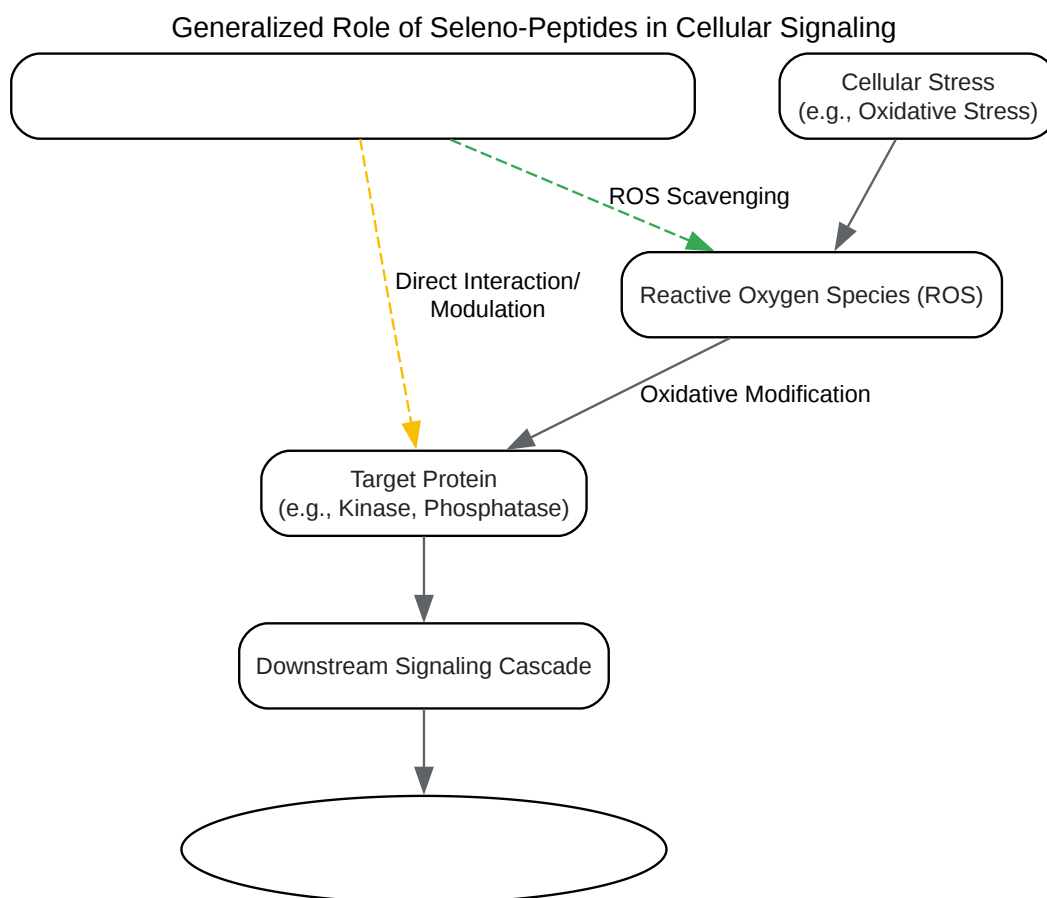 Generalized Role of Seleno-Peptides in Cellular Signaling
Cellular Stress
(e.g., Oxidative Stress)
ROS Scavenging
Direct Interaction/
Modulation
Reactive Oxygen Species (ROS)
Oxidative Modification
Target Protein
(e.g., Kinase, Phosphatase)
Downstream Signaling Cascade